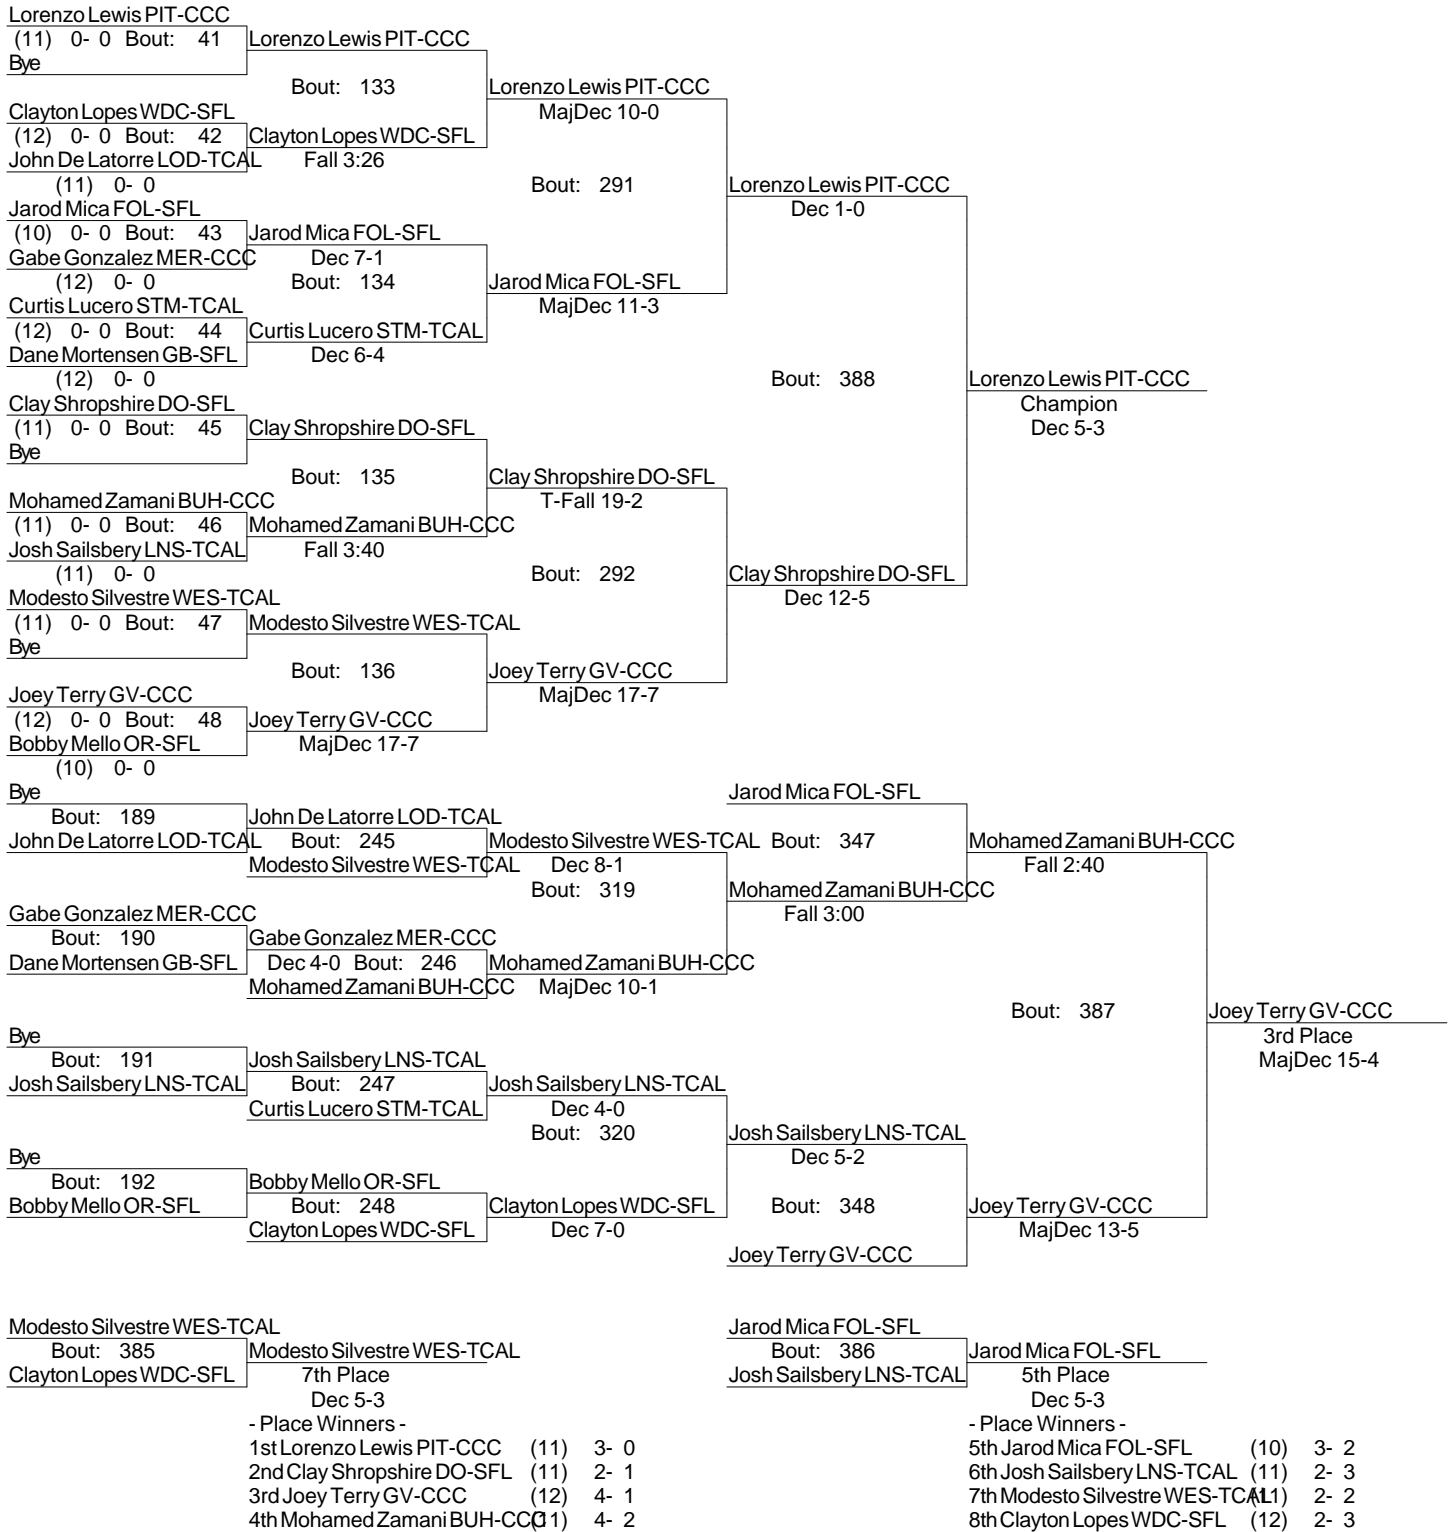 Lorenzo Lewis PIT-CCC
(11) 0- 0 Bout: 41 Lorenzo Lewis PIT-CCC
Bye
Bout: 133 Lorenzo Lewis PIT-CCC
Clayton Lopes WDC-SFL MajDec 10-0
(12) 0- 0 Bout: 42 Clayton Lopes WDC-SFL
John De Latorre LOD-TCAL Fall 3:26
(11) 0- 0 Bout: 291 Lorenzo Lewis PIT-CCC
Jarod Mica FOL-SFL Dec 1-0
(10) 0- 0 Bout: 43 Jarod Mica FOL-SFL
Gabe Gonzalez MER-CCC Dec 7-1
(12) 0- 0 Bout: 134 Jarod Mica FOL-SFL
Curtis Lucero STM-TCAL MajDec 11-3
(12) 0- 0 Bout: 44 Curtis Lucero STM-TCAL
Dane Mortensen GB-SFL Dec 6-4
(12) 0- 0 Bout: 388 Lorenzo Lewis PIT-CCC
Clay Shropshire DO-SFL Champion
(11) 0- 0 Bout: 45 Clay Shropshire DO-SFL Dec 5-3
Bye
Bout: 135 Clay Shropshire DO-SFL
Mohamed Zamani BUH-CCC T-Fall 19-2
(11) 0- 0 Bout: 46 Mohamed Zamani BUH-CCC
Josh Sailsbery LNS-TCAL Fall 3:40
(11) 0- 0 Bout: 292 Clay Shropshire DO-SFL
Modesto Silvestre WES-TCAL Dec 12-5
(11) 0- 0 Bout: 47 Modesto Silvestre WES-TCAL
Bye
Bout: 136 Joey Terry GV-CCC
Joey Terry GV-CCC MajDec 17-7
(12) 0- 0 Bout: 48 Joey Terry GV-CCC
Bobby Mello OR-SFL MajDec 17-7
(10) 0- 0
Bye Jarod Mica FOL-SFL
Bout: 189 John De Latorre LOD-TCAL
John De Latorre LOD-TCAL Bout: 245 Modesto Silvestre WES-TCAL Bout: 347 Mohamed Zamani BUH-CCC
Modesto Silvestre WES-TCAL Dec 8-1 Fall 2:40
Bout: 319 Mohamed Zamani BUH-CCC
Gabe Gonzalez MER-CCC Fall 3:00
Bout: 190 Gabe Gonzalez MER-CCC
Dane Mortensen GB-SFL Dec 4-0 Bout: 246 Mohamed Zamani BUH-CCC
Mohamed Zamani BUH-CCC MajDec 10-1
Bout: 387 Joey Terry GV-CCC
Bye 3rd Place
Bout: 191 Josh Sailsbery LNS-TCAL MajDec 15-4
Josh Sailsbery LNS-TCAL Bout: 247 Josh Sailsbery LNS-TCAL
Curtis Lucero STM-TCAL Dec 4-0
Bout: 320 Josh Sailsbery LNS-TCAL
Bye Dec 5-2
Bout: 192 Bobby Mello OR-SFL
Bobby Mello OR-SFL Bout: 248 Clayton Lopes WDC-SFL Bout: 348 Joey Terry GV-CCC
Clayton Lopes WDC-SFL Dec 7-0 MajDec 13-5
Joey Terry GV-CCC
Modesto Silvestre WES-TCAL Jarod Mica FOL-SFL
Bout: 385 Modesto Silvestre WES-TCAL Bout: 386 Jarod Mica FOL-SFL
Clayton Lopes WDC-SFL 7th Place Josh Sailsbery LNS-TCAL 5th Place
Dec 5-3 Dec 5-3
- Place Winners - - Place Winners -
1st Lorenzo Lewis PIT-CCC (11) 3- 0 5th Jarod Mica FOL-SFL (10) 3- 2
2nd Clay Shropshire DO-SFL (11) 2- 1 6th Josh Sailsbery LNS-TCAL (11) 2- 3
3rd Joey Terry GV-CCC (12) 4- 1 7th Modesto Silvestre WES-TCAL (11) 2- 2
4th Mohamed Zamani BUH-CCC (11) 4- 2 8th Clayton Lopes WDC-SFL (12) 2- 3